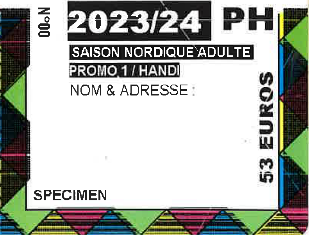 N°00
2023/24 PH
SAISON NORDIQUE ADULTE
PROMO 1 / HANDI
NOM & ADRESSE :
53 EUROS
SPECIMEN